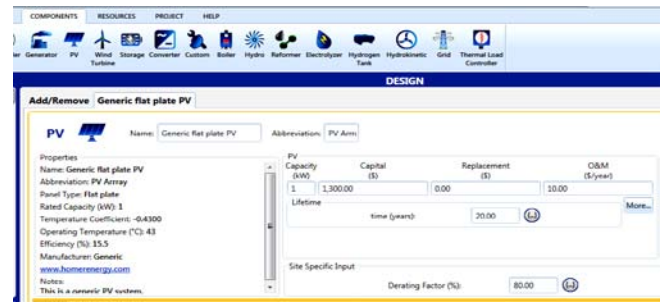 COMPONENTS RESOURCES PROJECT HELP
Generator PV Wind Turbine Storage Converter Custom Boiler Hydro Reformer Electrolyzer Hydrogen Tank Hydrokinetic Grid Thermal Load Controller
DESIGN
Add/Remove Generic flat plate PV
PV Name: Generic flat plate PV Abbreviation: PV Arra
Properties
Name: Generic flat plate PV
Abbreviation: PV Arrray
Panel Type: Flat plate
Rated Capacity (kW): 1
Temperature Coefficient: -0.4300
Operating Temperature (°C): 43
Efficiency (%): 15.5
Manufacturer: Generic
www.homerenergy.com
Notes:
This is a generic PV system.
PV
Capacity (kW) Capital ($) Replacement ($) O&M ($/year)
1 1,300.00 0.00 10.00
Lifetime
time (years): 20.00 More...
Site Specific Input
Derating Factor (%): 80.00